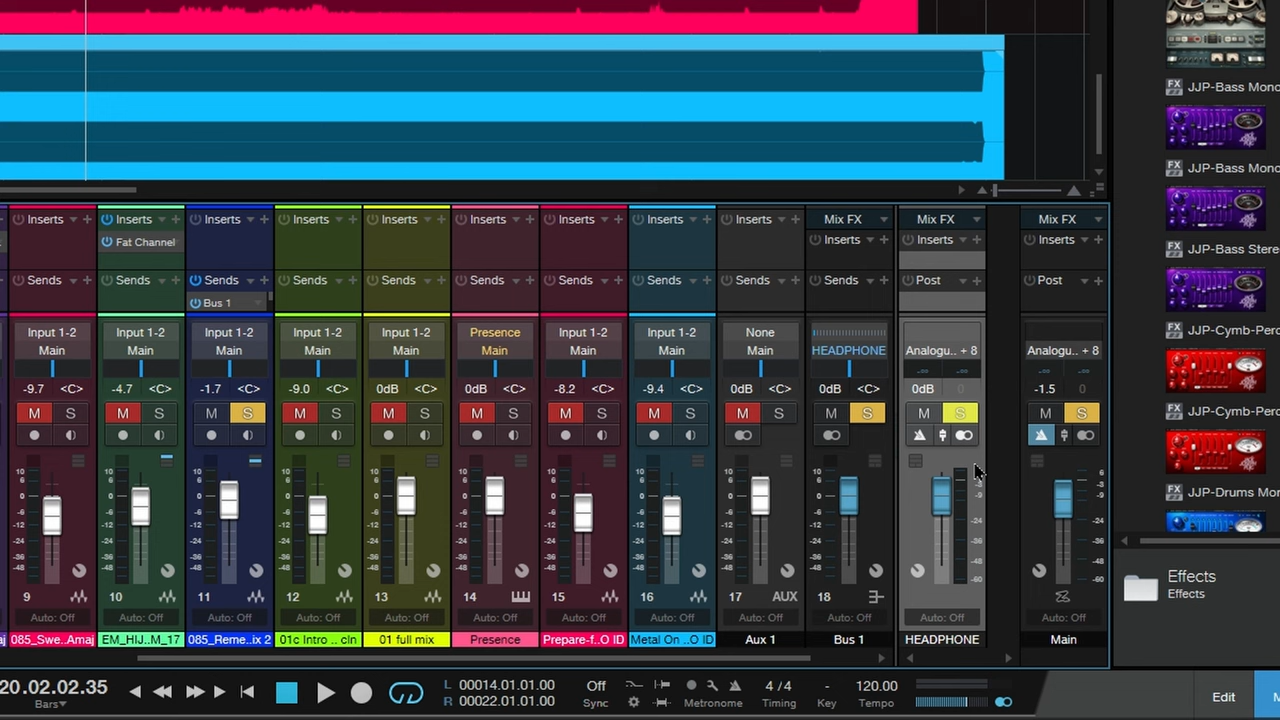 JJP-Bass Mono
JJP-Bass Mono
JJP-Bass Stere
JJP-Cymb-Perc
JJP-Cymb-Perc
JJP-Drums Mon
Effects
Effects
Inserts Inserts Inserts Inserts Inserts Inserts Inserts Inserts Inserts Mix FX Mix FX Mix FX
Fat Channel Inserts Inserts Inserts
Sends Sends Sends Sends Sends Sends Sends Sends Sends Sends Post Post
Bus 1
Input 1-2 Input 1-2 Input 1-2 Input 1-2 Input 1-2 Presence Input 1-2 Input 1-2 None
Main Main Main Main Main Main Main Main Main HEADPHONE Analogu.. + 8 Analogu.. + 8
-9.7 <C> -4.7 <C> -1.7 <C> -9.0 <C> 0dB <C> 0dB <C> -8.2 <C> -9.4 <C> 0dB <C> 0dB <C> 0dB 0 -1.5 0
M S M S M S M S M S M S M S M S M S M S M S M S
9 10 11 12 13 14 15 16 17 AUX 18
Auto: Off Auto: Off Auto: Off Auto: Off Auto: Off Auto: Off Auto: Off Auto: Off Auto: Off Auto: Off Auto: Off Auto: Off
085_Swe..Amaj EM_HIJ..M_17 085_Reme..ix 2 01c Intro .. cln 01 full mix Presence Prepare-f..O ID Metal On ..O ID Aux 1 Bus 1 HEADPHONE Main
20.02.02.35
Bars
L 00014.01.01.00
R 00022.01.01.00
Off
Sync
Metronome
4 / 4
Timing
-
Key
120.00
Tempo
Edit